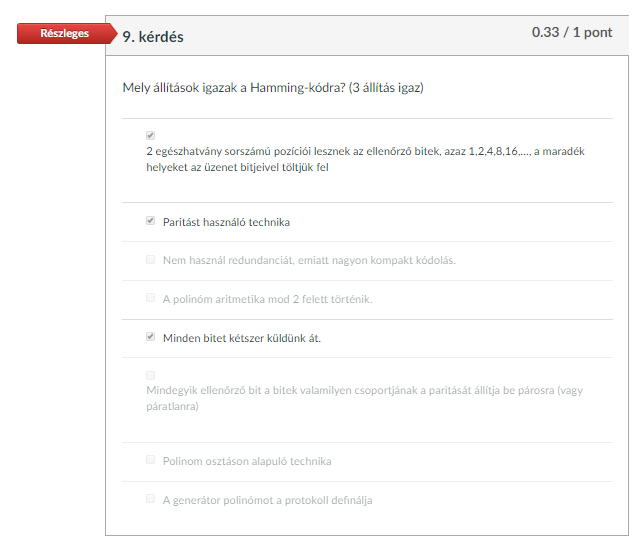 Részleges
9. kérdés
0.33 / 1 pont
Mely állítások igazak a Hamming-kódra? (3 állítás igaz)
2 egészhatvány sorszámú pozíciói lesznek az ellenőrző bitek, azaz 1,2,4,8,16,..., a maradék
helyeket az üzenet bitjeivel töltjük fel
Paritást használó technika
Nem használ redundanciát, emiatt nagyon kompakt kódolás.
A polinóm aritmetika mod 2 felett történik.
Minden bitet kétszer küldünk át.
Mindegyik ellenőrző bit a bitek valamilyen csoportjának a paritását állítja be párosra (vagy
páratlanra)
Polinom osztáson alapuló technika
A generátor polinómot a protokoll definálja